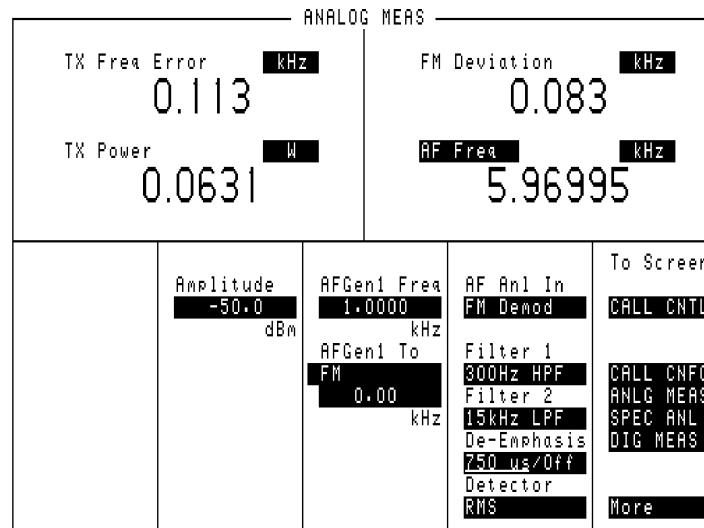 ANALOG MEAS
TX Freq Error kHz
0.113
FM Deviation kHz
0.083
TX Power W
0.0631
AF Freq kHz
5.96995
Amplitude
-50.0
dBm
AFGen1 Freq
1.0000
kHz
AFGen1 To
FM
0.00
kHz
AF Anl In
FM Demod
Filter 1
300Hz HPF
Filter 2
15kHz LPF
De-Emphasis
750 us/Off
Detector
RMS
To Screen
CALL CNTL
CALL CNFG
ANLG MEAS
SPEC ANL
DIG MEAS
More